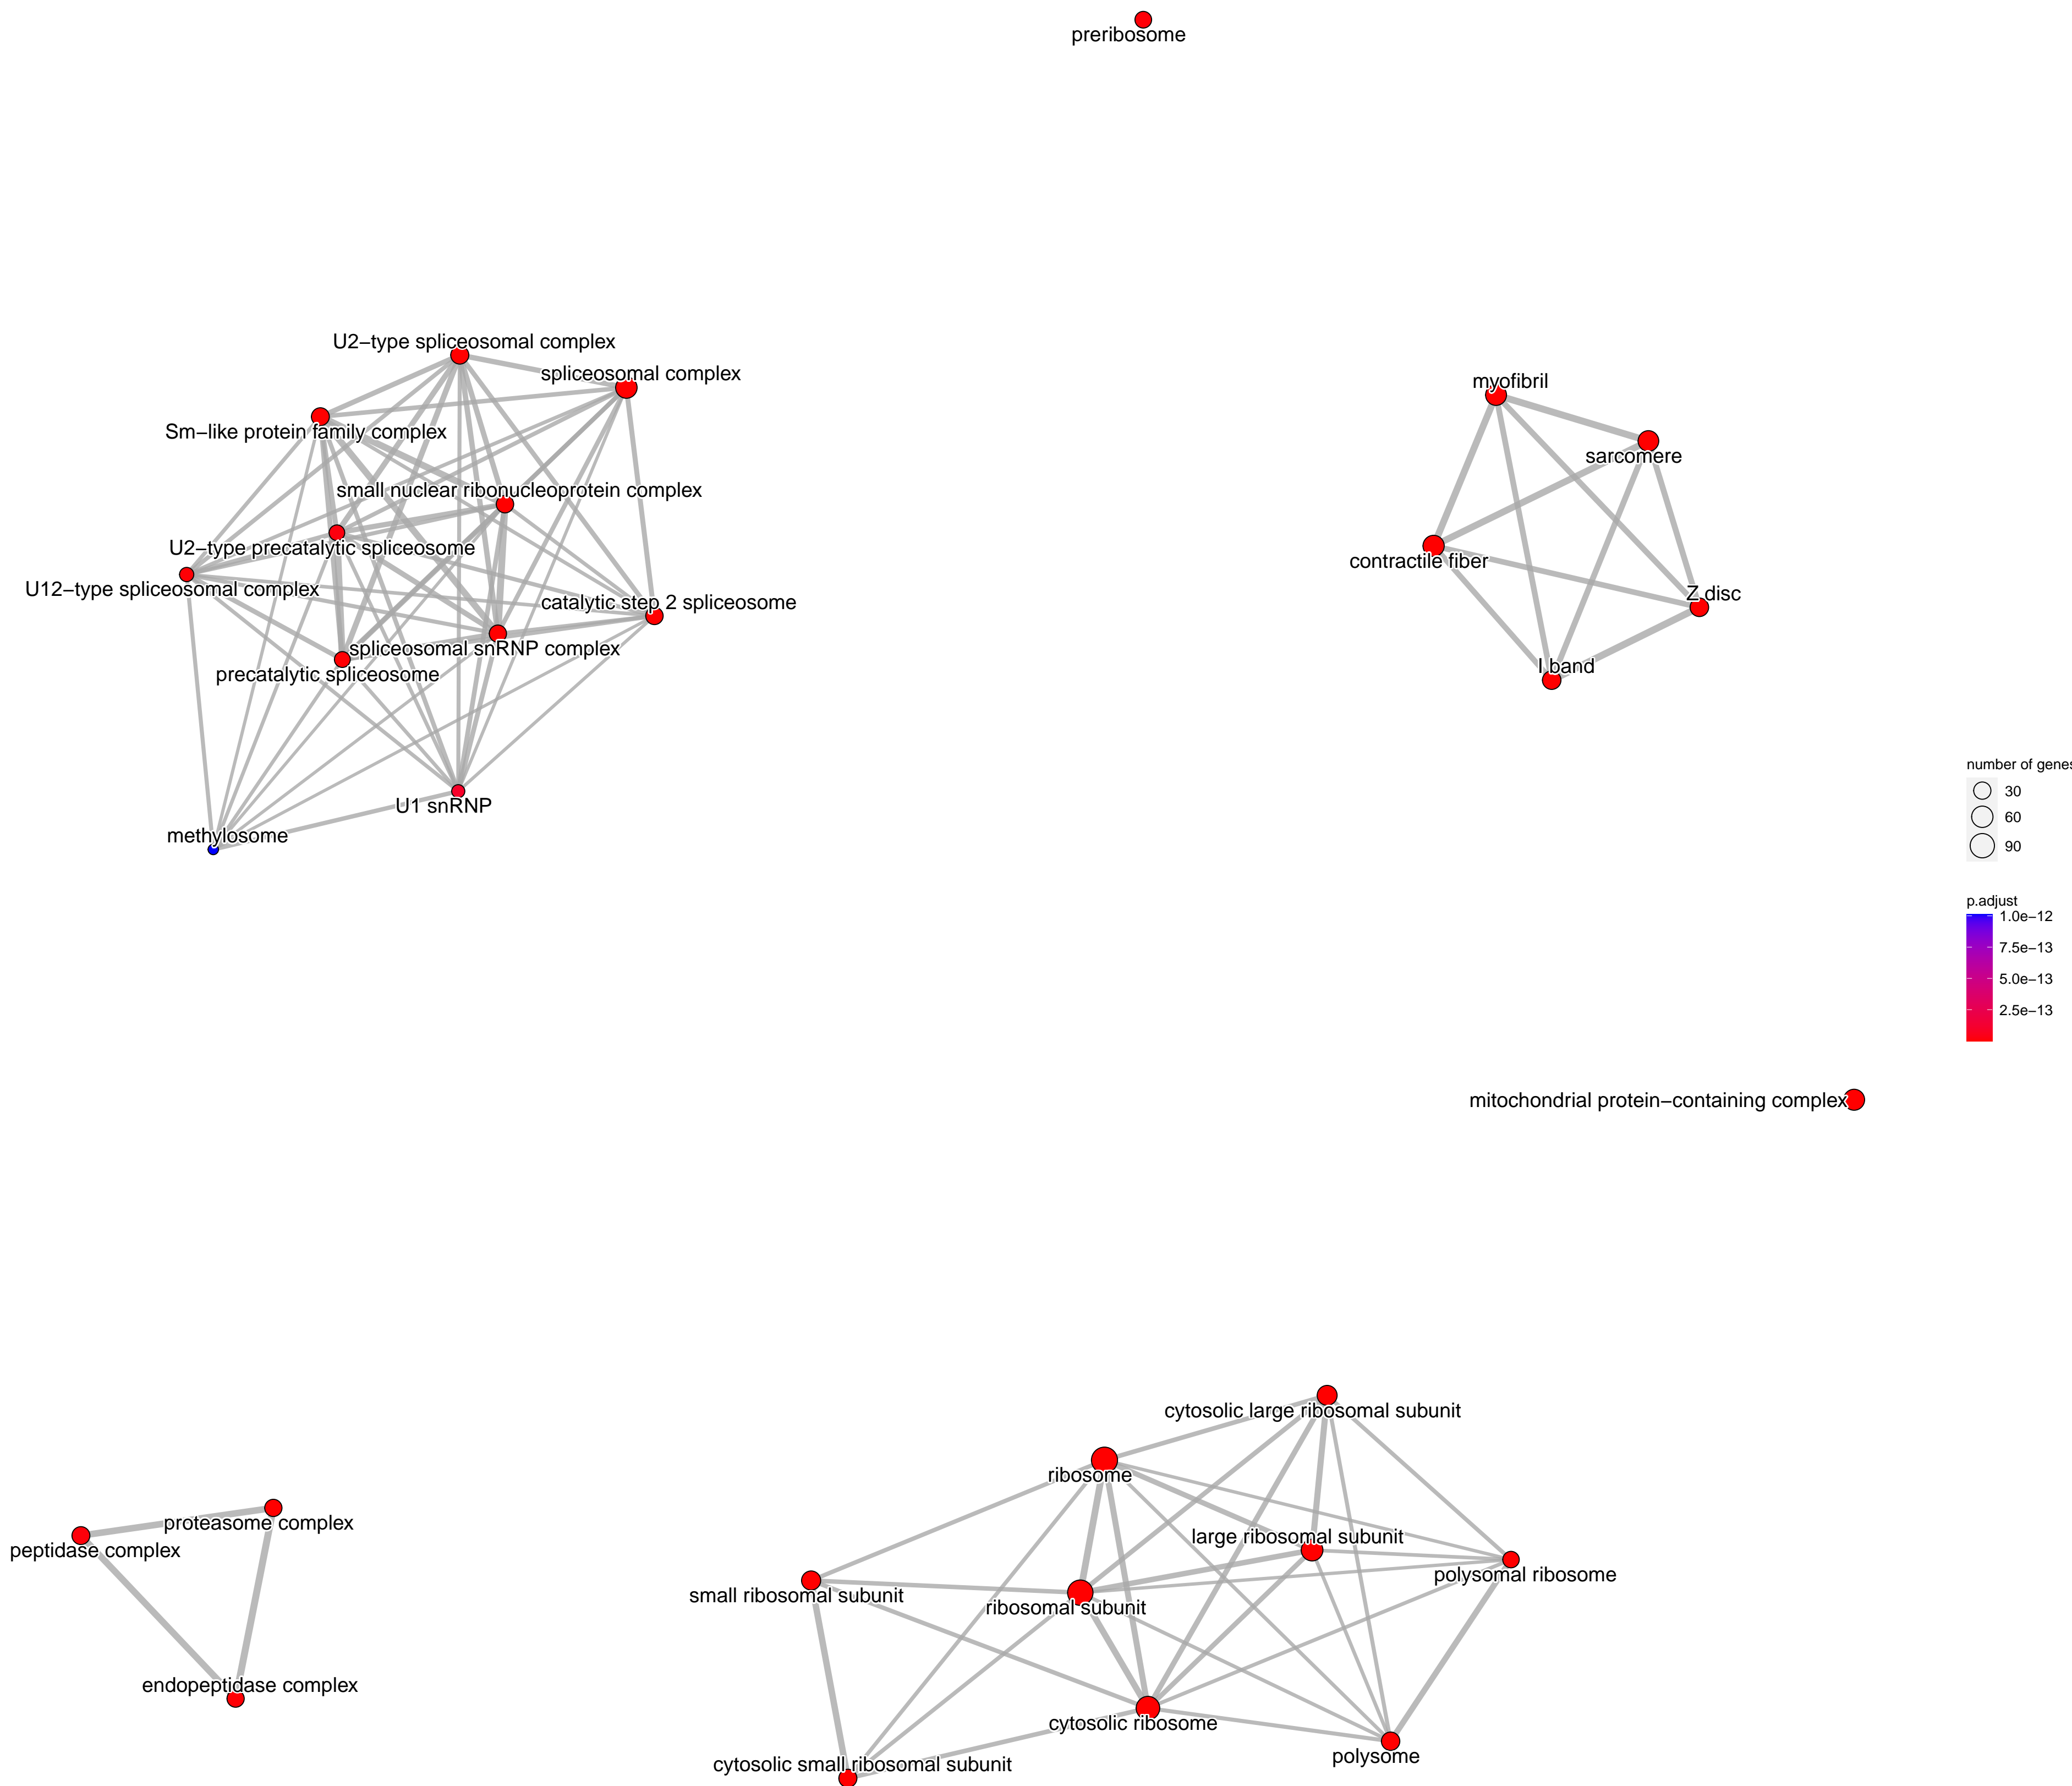 preribosome
U2−type spliceosomal complex
spliceosomal complex
myofibril
Sm−like protein family complex
sarcomere
small nuclear ribonucleoprotein complex
U2−type precatalytic spliceosome
contractile fiber
U12−type spliceosomal complex
catalytic step 2 spliceosome
Z disc
spliceosomal snRNP complex
I band
precatalytic spliceosome
number of genes
30
60
90
U1 snRNP
methylosome
p.adjust
1.0e−12
7.5e−13
5.0e−13
2.5e−13
mitochondrial protein−containing complex
cytosolic large ribosomal subunit
ribosome
proteasome complex
large ribosomal subunit
peptidase complex
polysomal ribosome
small ribosomal subunit
ribosomal subunit
endopeptidase complex
cytosolic ribosome
polysome
cytosolic small ribosomal subunit